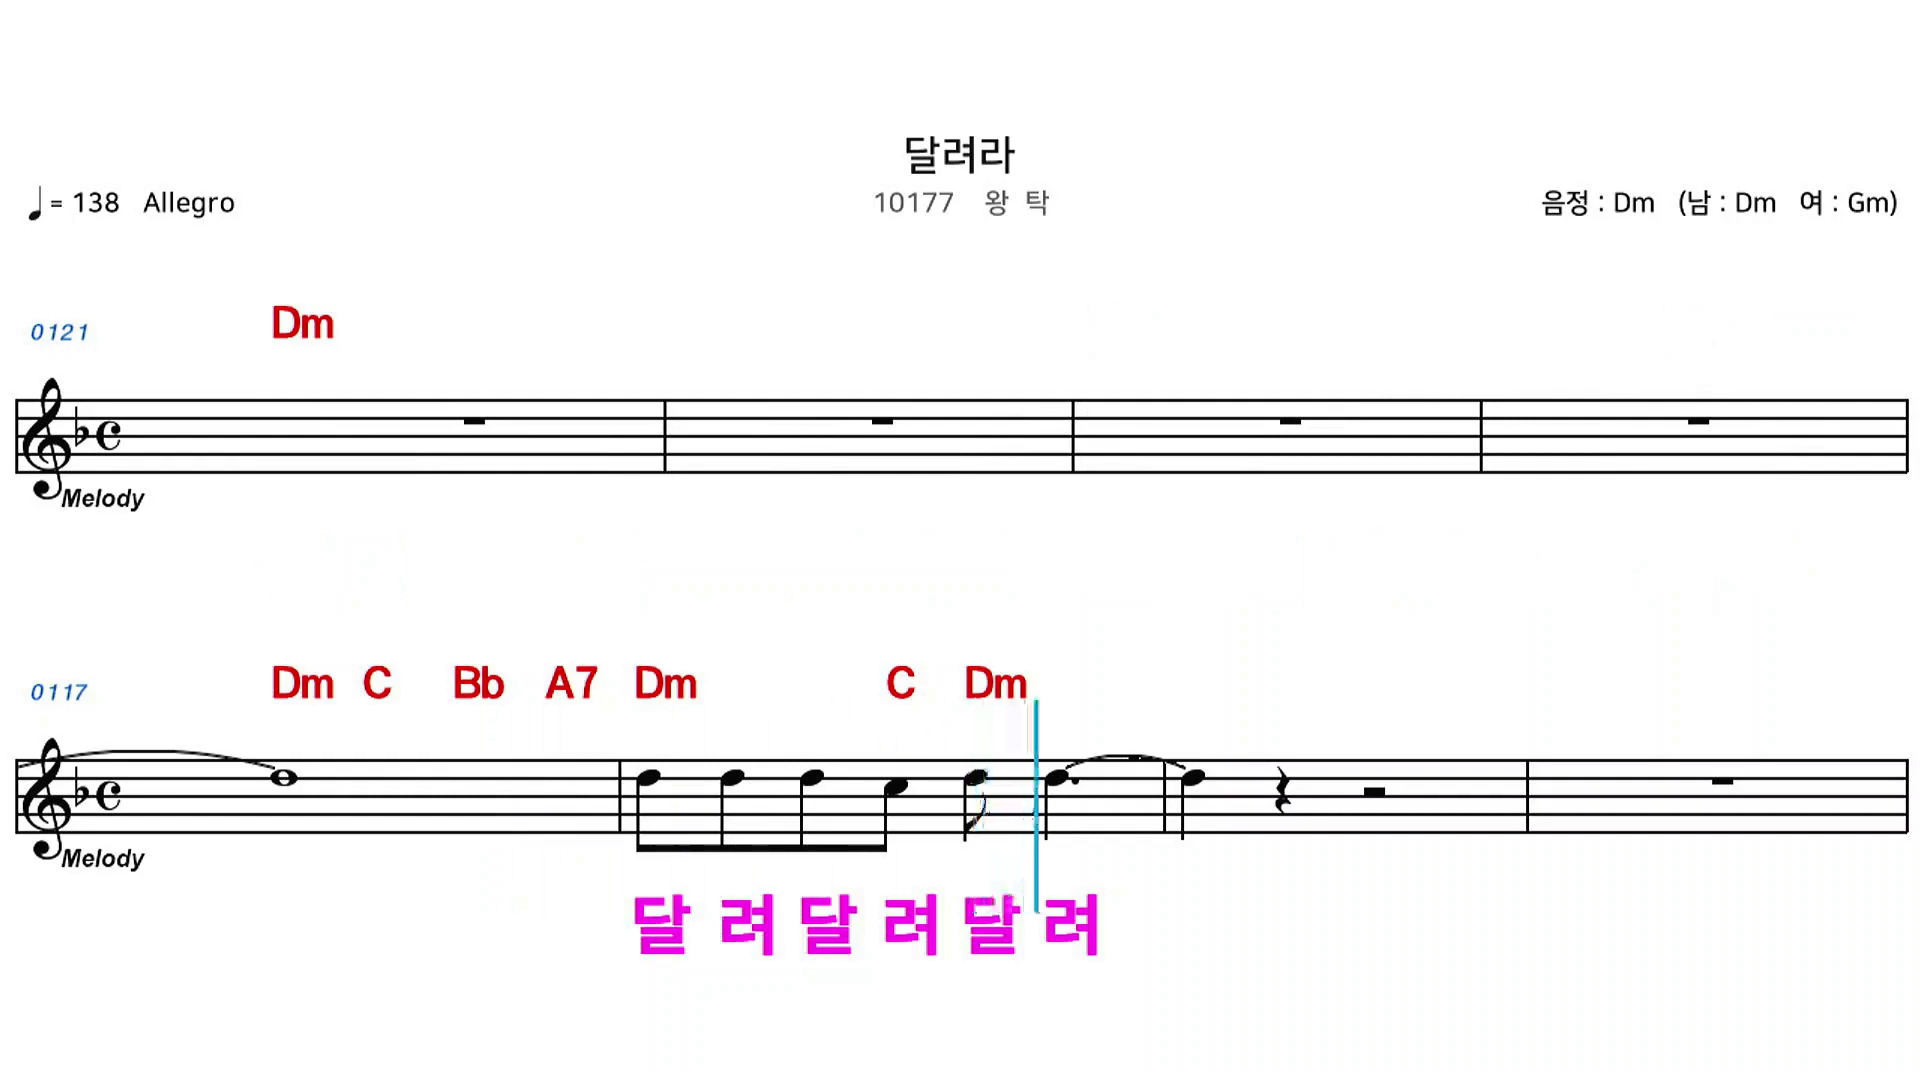 달려라
= 138 Allegro 10177 왕 탁 음정 : Dm (남 : Dm 여 : Gm)
0121 Dm
Melody
0117 Dm C Bb A7 Dm C Dm
Melody
달 려 달 려 달 려